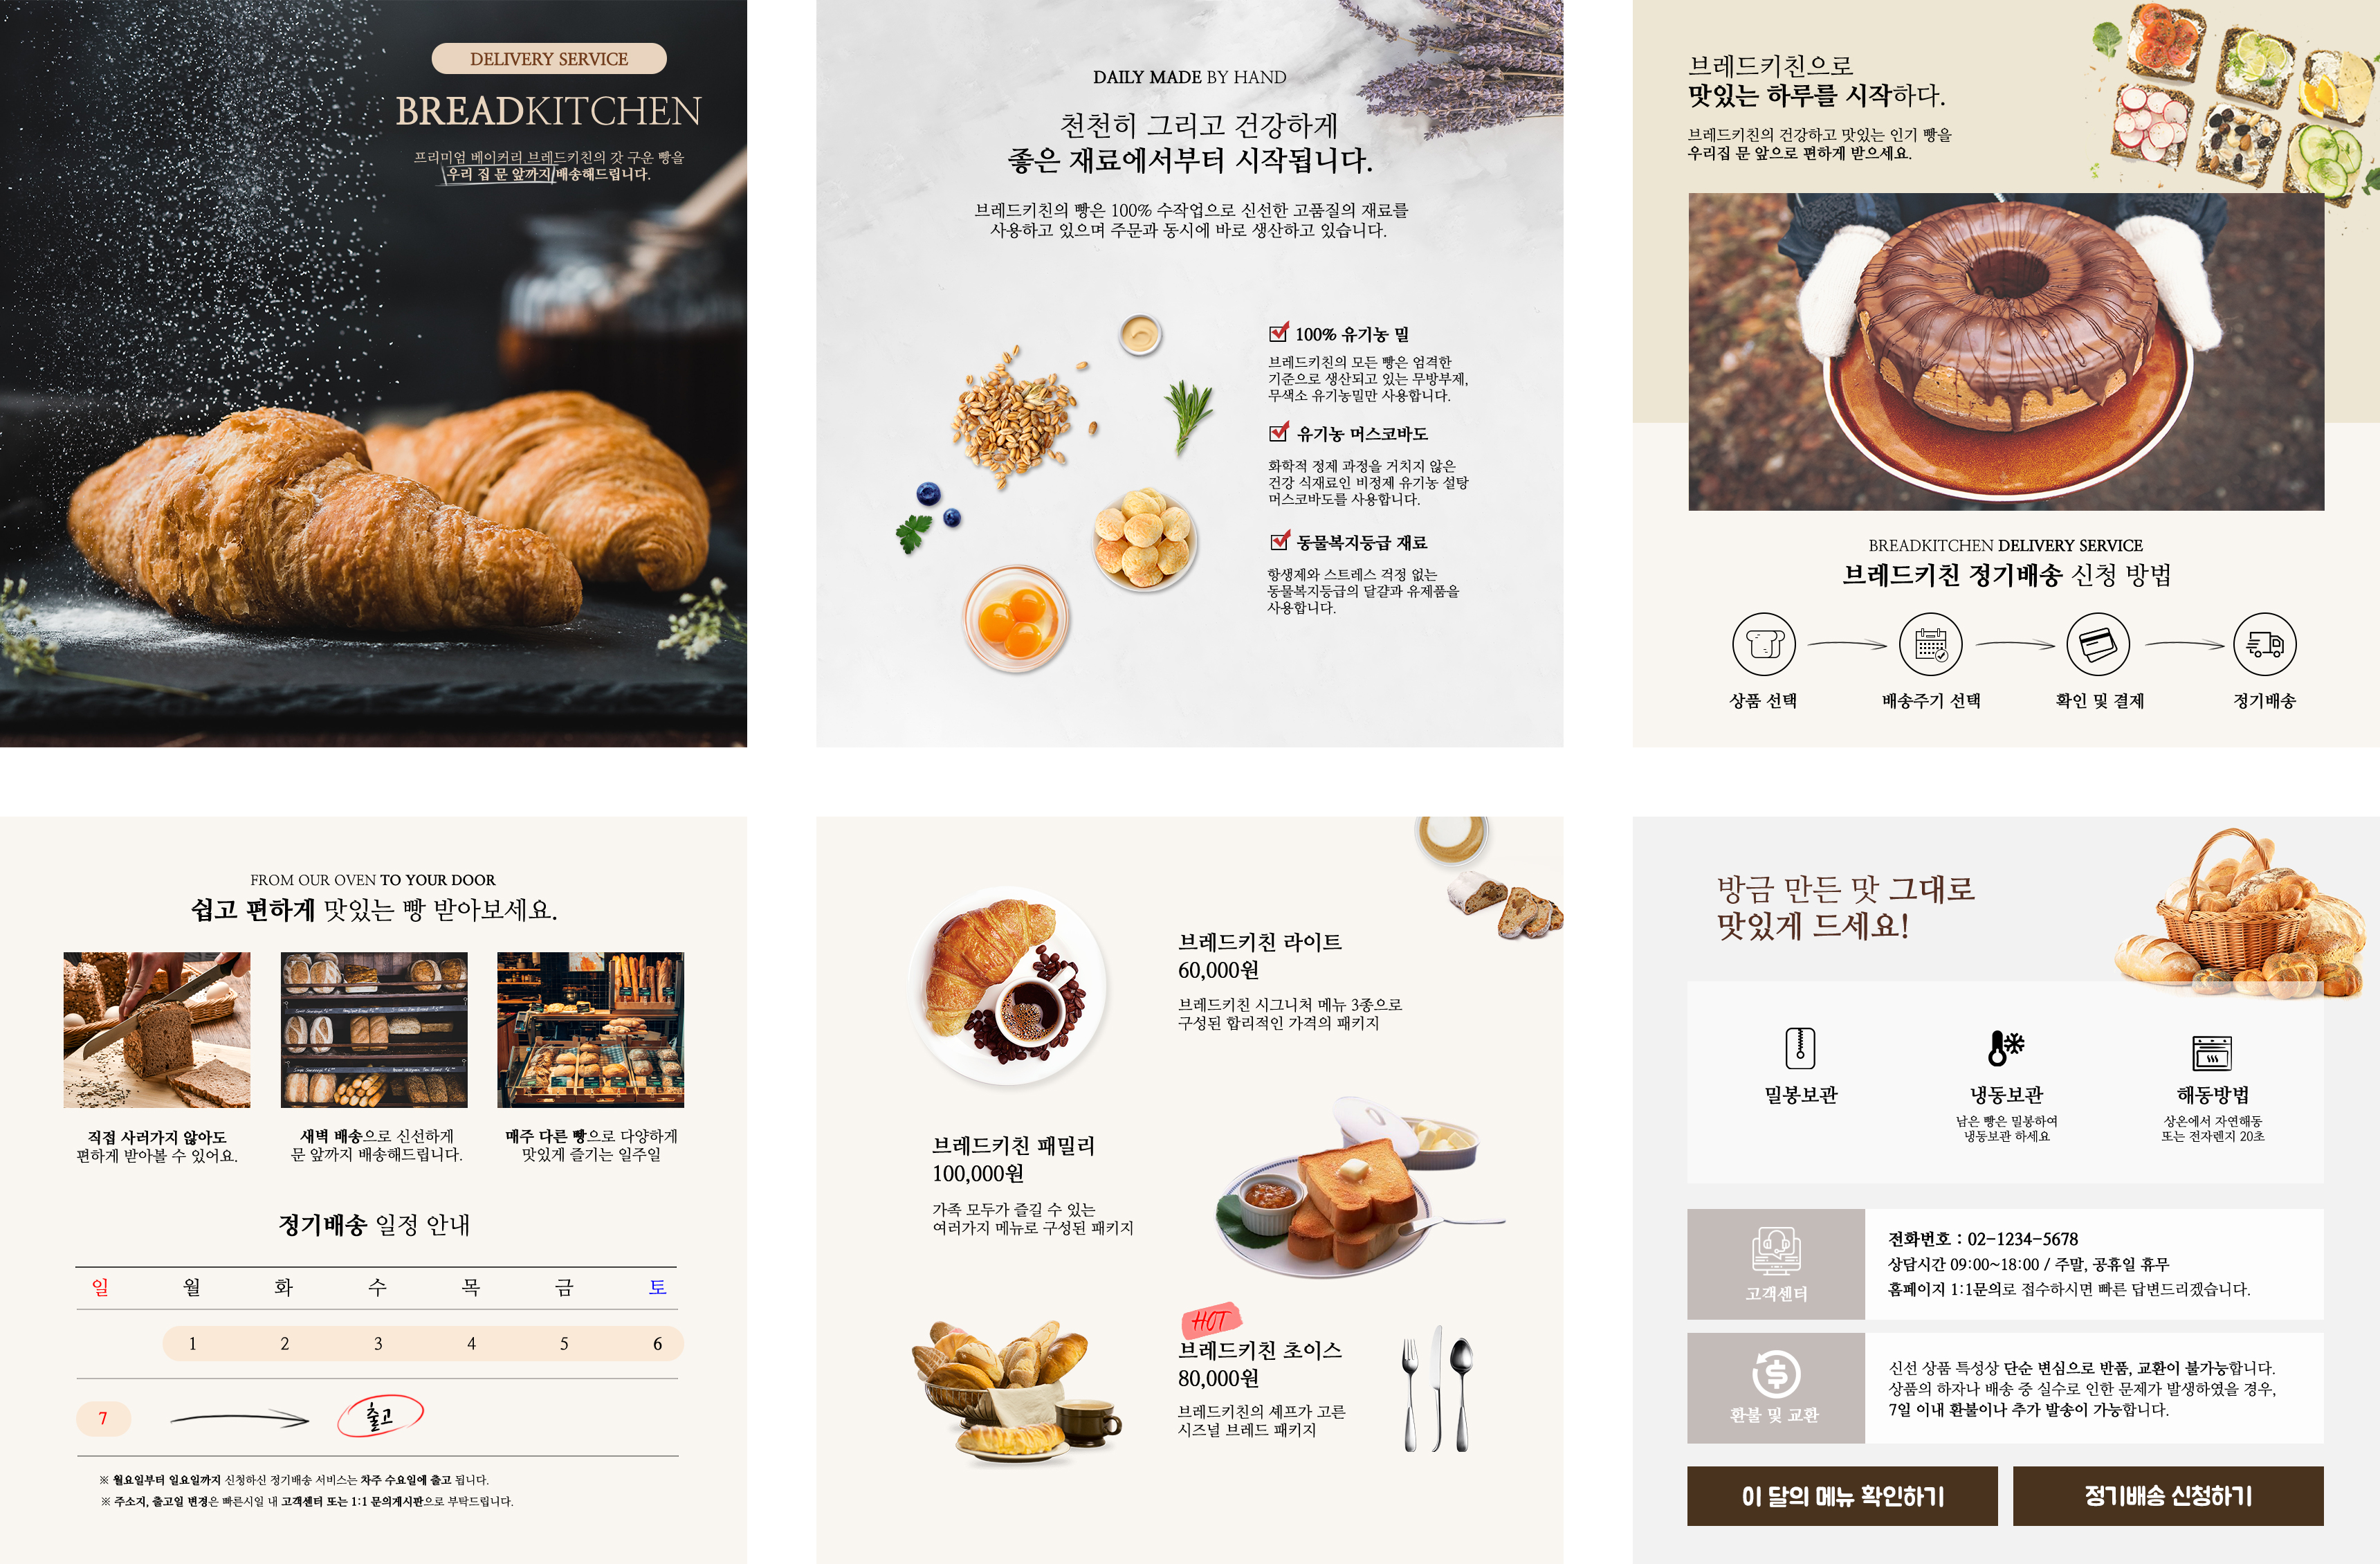 DELIVERY SERVICE
BREADKITCHEN
프리미엄 베이커리 브레드키친의 갓 구운 빵을
우리 집 문 앞까지 배송해드립니다.
DAILY MADE BY HAND
천천히 그리고 건강하게
좋은 재료에서부터 시작됩니다.
브레드키친의 빵은 100% 수작업으로 신선한 고품질의 재료를
사용하고 있으며 주문과 동시에 바로 생산하고 있습니다.
100% 유기농 밀
브레드키친의 모든 빵은 엄격한
기준으로 생산되고 있는 무방부제,
무색소 유기농밀만 사용합니다.
유기농 머스코바도
화학적 정제 과정을 거치지 않은
건강 식재료인 비정제 유기농 설탕
머스코바도를 사용합니다.
동물복지등급 재료
항생제와 스트레스 걱정 없는
동물복지등급의 달걀과 유제품을
사용합니다.
브레드키친으로
맛있는 하루를 시작하다.
브레드키친의 건강하고 맛있는 인기 빵을
우리집 문 앞으로 편하게 받으세요.
BREADKITCHEN DELIVERY SERVICE
브레드키친 정기배송 신청 방법
상품 선택
배송주기 선택
확인 및 결제
정기배송
FROM OUR OVEN TO YOUR DOOR
쉽고 편하게 맛있는 빵 받아보세요.
직접 사러가지 않아도
편하게 받아볼 수 있어요.
새벽 배송으로 신선하게
문 앞까지 배송해드립니다.
매주 다른 빵으로 다양하게
맛있게 즐기는 일주일
정기배송 일정 안내
일 월 화 수 목 금 토
1 2 3 4 5 6
7 출고
※ 월요일부터 일요일까지 신청하신 정기배송 서비스는 차주 수요일에 출고 됩니다.
※ 주소지, 출고일 변경은 빠른시일 내 고객센터 또는 1:1 문의게시판으로 부탁드립니다.
브레드키친 라이트
60,000원
브레드키친 시그니처 메뉴 3종으로
구성된 합리적인 가격의 패키지
브레드키친 패밀리
100,000원
가족 모두가 즐길 수 있는
여러가지 메뉴로 구성된 패키지
HOT
브레드키친 초이스
80,000원
브레드키친의 셰프가 고른
시즈널 브레드 패키지
방금 만든 맛 그대로
맛있게 드세요!
밀봉보관
냉동보관
남은 빵은 밀봉하여
냉동보관 하세요
해동방법
상온에서 자연해동
또는 전자렌지 20초
고객센터
전화번호 : 02-1234-5678
상담시간 09:00~18:00 / 주말, 공휴일 휴무
홈페이지 1:1문의로 접수하시면 빠른 답변드리겠습니다.
환불 및 교환
신선 상품 특성상 단순 변심으로 반품, 교환이 불가능합니다.
상품의 하자나 배송 중 실수로 인한 문제가 발생하였을 경우,
7일 이내 환불이나 추가 발송이 가능합니다.
이 달의 메뉴 확인하기
정기배송 신청하기